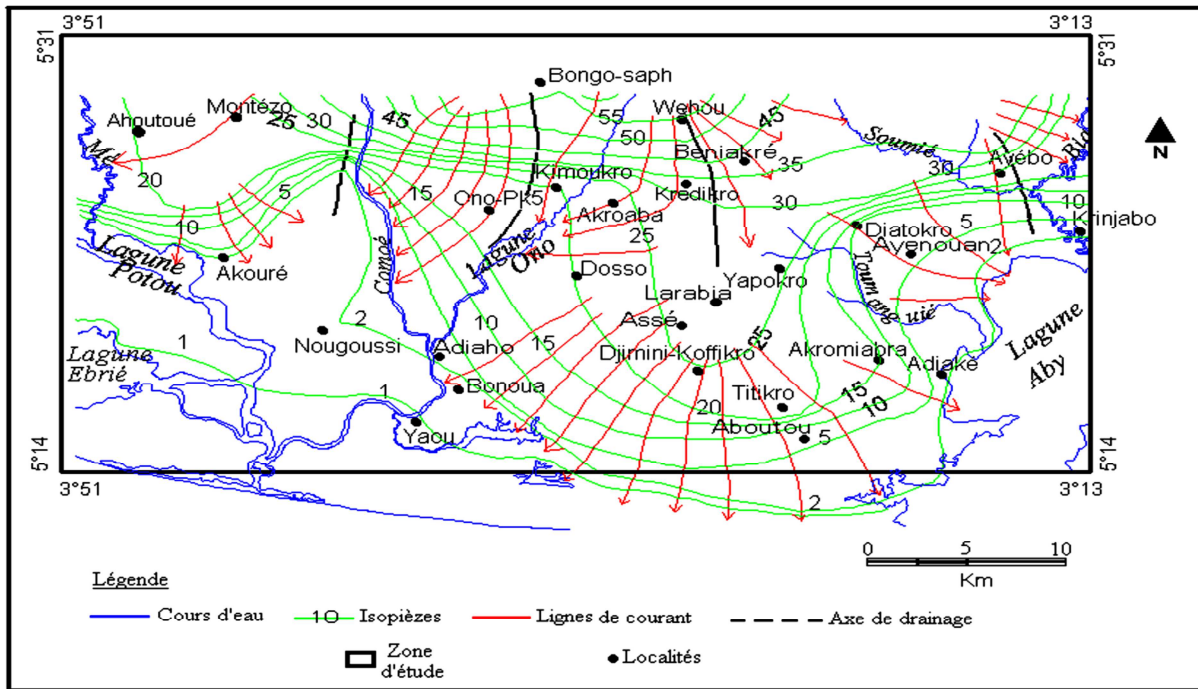 3°51
3°13
5°31
5°31
Bongo-saph
Montézo
Ahoutoué
Wehou
25
30
45
55
50
45
Soumié
Mé
Beniakré
35
30
Ayébo
Bia
20
5
15
Kimoukro
Kredikro
30
10
Ono-Pk5
Akroaba
Krinjabo
10
Diatokro
5
25
Ayenouan
2
Akouré
Lagune
Potou
Comoé
Lagune
Ono
Dosso
Yapokro
Toumanguié
Larabia
N
2
10
Assé
Lagune
Aby
1
Nougoussi
15
25
Lagune
Ebrié
Adiaho
Djimini-Koffikro
Akromiabra
Adiaké
1
Bonoua
20
Titikro
15
10
Yaou
Aboutou
5
5°14
5°14
3°51
3°13
2
0
5
10
Km
Légende
Cours d'eau
10
Isopièzes
Lignes de courant
Axe de drainage
Zone
d'étude
Localités